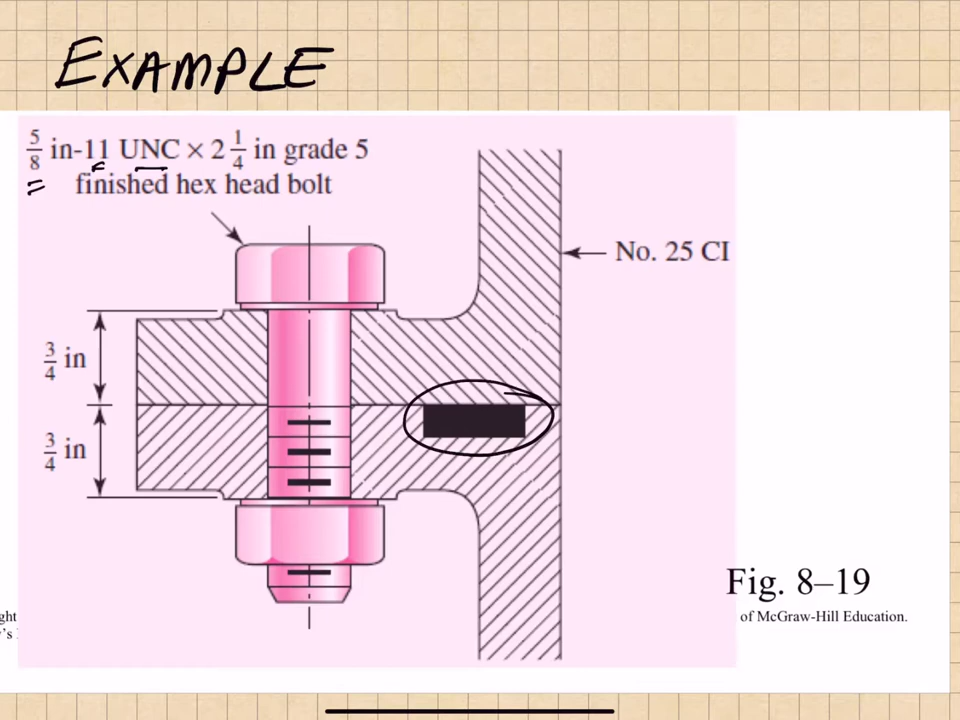 EXAMPLE
5/8 in-11 UNC × 2 1/4 in grade 5
finished hex head bolt
No. 25 CI
3/4 in
3/4 in
Fig. 8–19
ght
of McGraw-Hill Education.